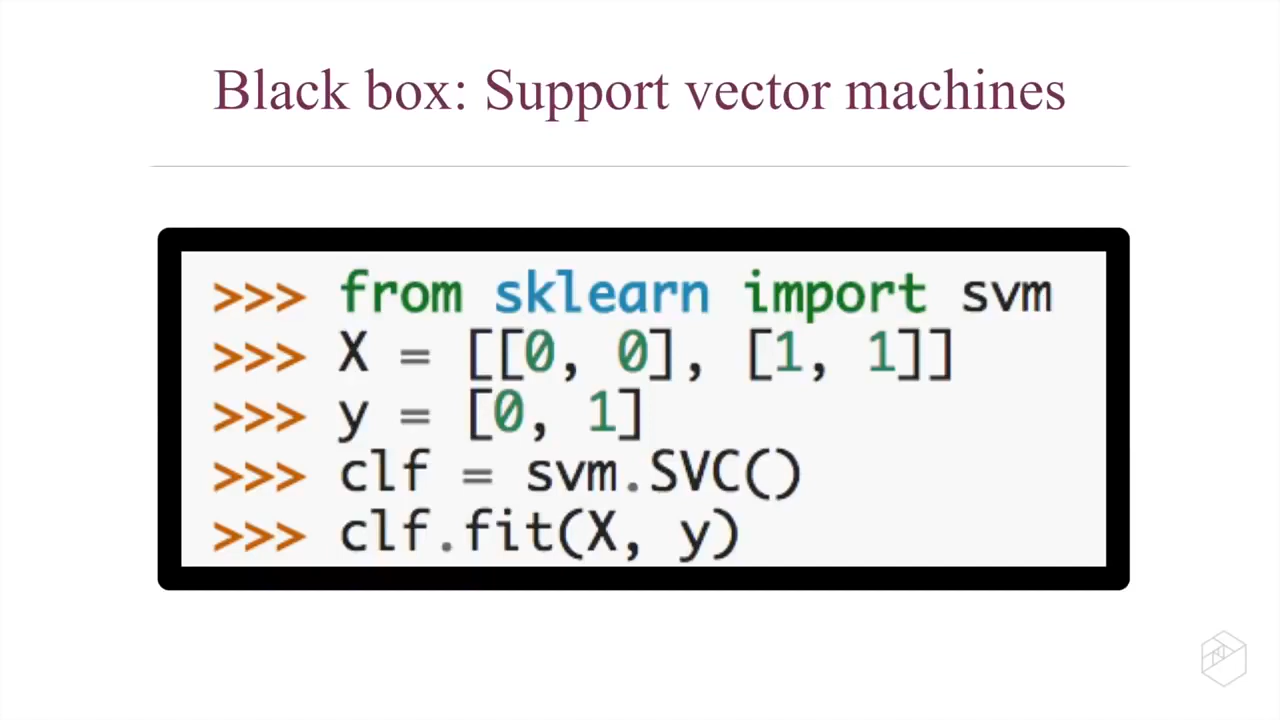 Black box: Support vector machines
>>> from sklearn import svm
>>> X = [[0, 0], [1, 1]]
>>> y = [0, 1]
>>> clf = svm.SVC()
>>> clf.fit(X, y)